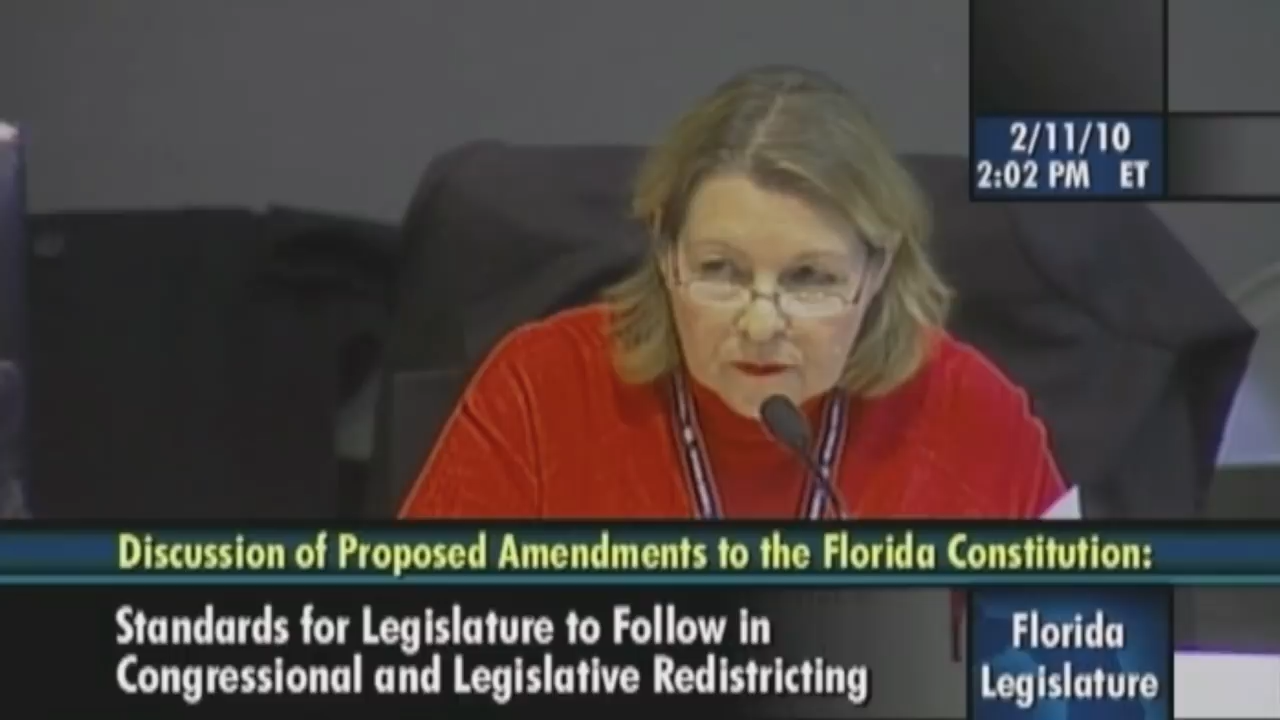 2/11/10
2:02 PM ET
Discussion of Proposed Amendments to the Florida Constitution:
Standards for Legislature to Follow in
Congressional and Legislative Redistricting
Florida
Legislature